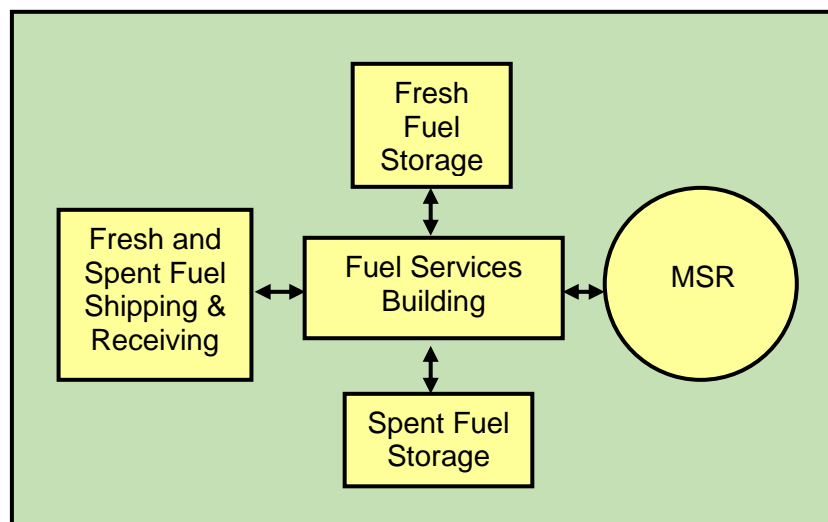 Fresh
Fuel
Storage
Fresh and
Spent Fuel
Shipping &
Receiving
Fuel Services
Building
MSR
Spent Fuel
Storage